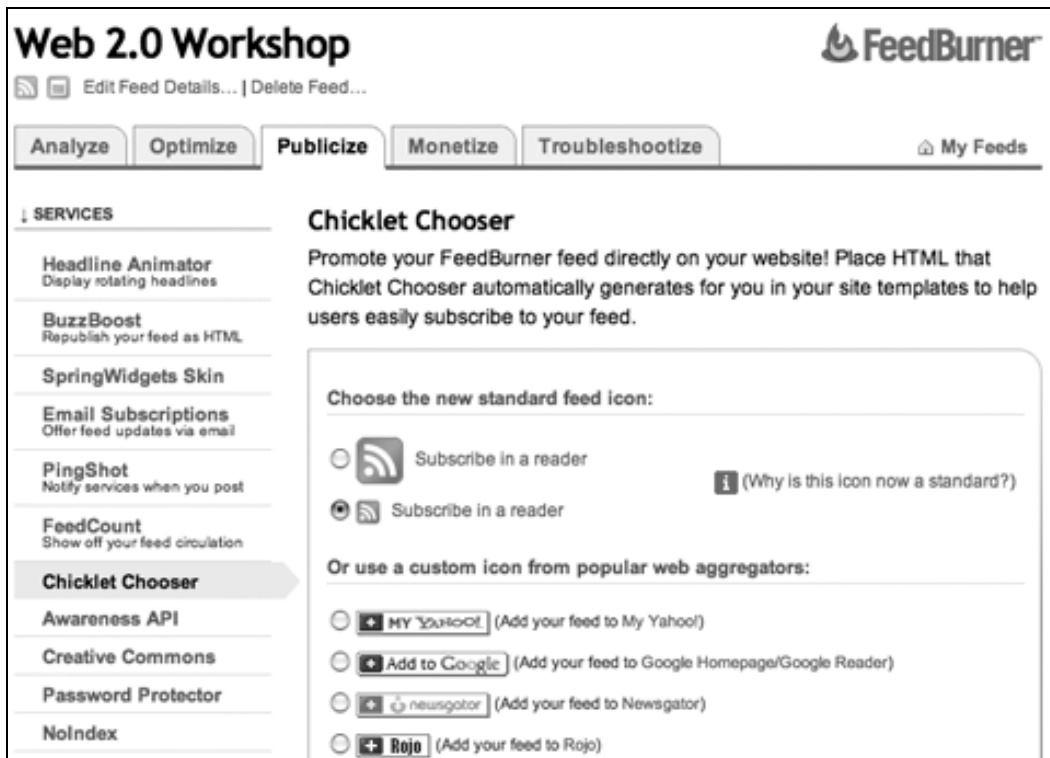 Web 2.0 Workshop
FeedBurner
Edit Feed Details... | Delete Feed...
Analyze Optimize Publicize Monetize Troubleshootize My Feeds
↓ SERVICES
Headline Animator
Display rotating headlines
BuzzBoost
Republish your feed as HTML
SpringWidgets Skin
Email Subscriptions
Offer feed updates via email
PingShot
Notify services when you post
FeedCount
Show off your feed circulation
Chicklet Chooser
Awareness API
Creative Commons
Password Protector
NoIndex
Chicklet Chooser
Promote your FeedBurner feed directly on your website! Place HTML that
Chicklet Chooser automatically generates for you in your site templates to help
users easily subscribe to your feed.
Choose the new standard feed icon:
Subscribe in a reader
i (Why is this icon now a standard?)
Subscribe in a reader
Or use a custom icon from popular web aggregators:
+ MY YAHOO! (Add your feed to My Yahoo!)
+ Add to Google (Add your feed to Google Homepage/Google Reader)
+ newsgator (Add your feed to Newsgator)
+ Rojo (Add your feed to Rojo)